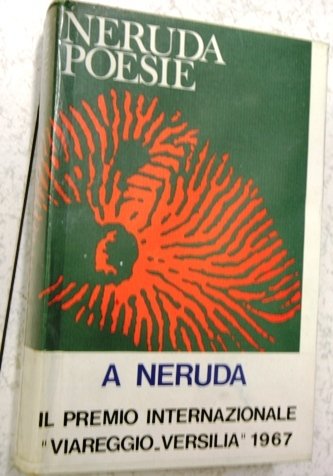 NERUDA
POESIE
A NERUDA
IL PREMIO INTERNAZIONALE
"VIAREGGIO-VERSILIA" 1967